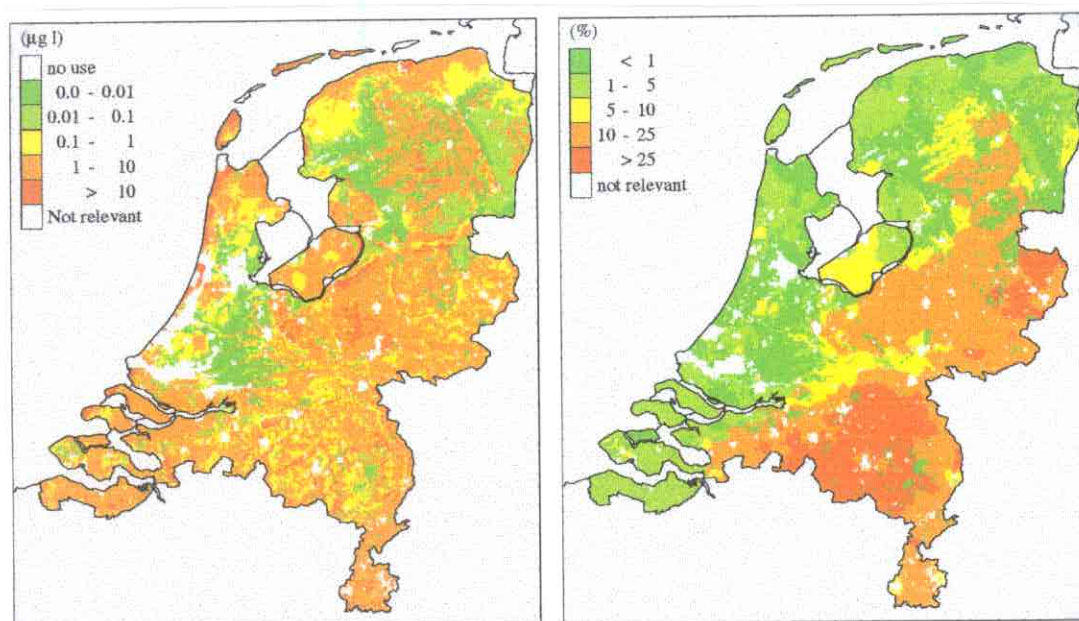 (µg l)
no use
0.0 - 0.01
0.01 - 0.1
0.1 - 1
1 - 10
> 10
Not relevant
(%)
< 1
1 - 5
5 - 10
10 - 25
> 25
not relevant